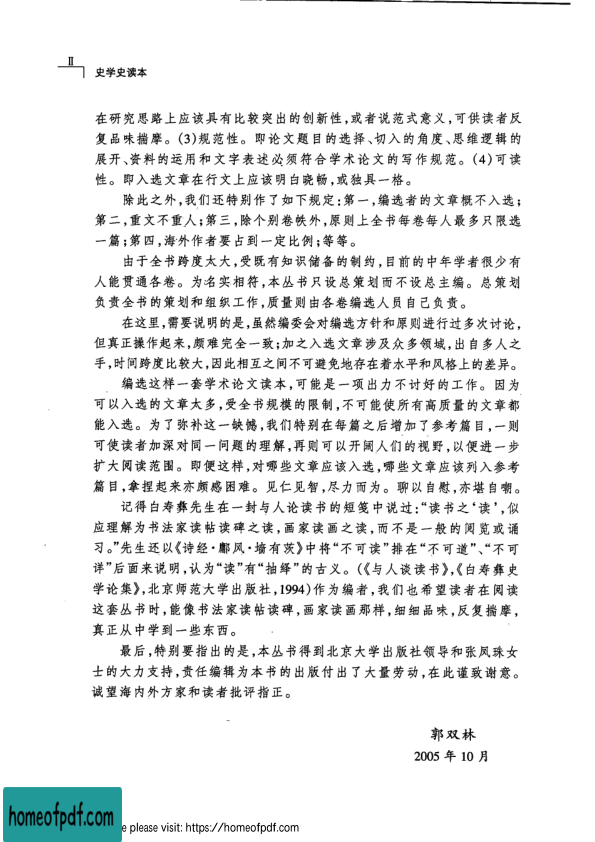 II
史学史读本
在研究思路上应该具有比较突出的创新性,或者说范式意义,可供读者反
复品味揣摩。(3)规范性。即论文题目的选择、切入的角度、思维逻辑的
展开、资料的运用和文字表述必须符合学术论文的写作规范。(4)可读
性。即入选文章在行文上应该明白晓畅,或独具一格。
除此之外,我们还特别作了如下规定:第一,编选者的文章概不入选;
第二,重文不重人;第三,除个别卷帙外,原则上全书每卷每人最多只限选
一篇;第四,海外作者要占到一定比例;等等。
由于全书跨度太大,受既有知识储备的制约,目前的中年学者很少有
人能贯通各卷。为名实相符,本丛书只设总策划而不设总主编。总策划
负责全书的策划和组织工作,质量则由各卷编选人员自己负责。
在这里,需要说明的是,虽然编委会对编选方针和原则进行过多次讨论,
但真正操作起来,颇难完全一致;加之入选文章涉及众多领域,出自多人之
手,时间跨度比较大,因此相互之间不可避免地存在着水平和风格上的差异。
编选这样一套学术论文读本,可能是一项出力不讨好的工作。因为
可以入选的文章太多,受全书规模的限制,不可能使所有高质量的文章都
能入选。为了弥补这一缺憾,我们特别在每篇之后增加了参考篇目,一则
可使读者加深对同一问题的理解,再则可以开阔人们的视野,以便进一步
扩大阅读范围。即便这样,对哪些文章应该入选,哪些文章应该列入参考
篇目,拿捏起来亦颇感困难。见仁见智,尽力而为。聊以自慰,亦堪自嘲。
记得白寿彝先生在一封与人论读书的短笺中说过:“读书之‘读’,似
应理解为书法家读帖读碑之读,画家读画之读,而不是一般的阅览或诵
习。”先生还以《诗经·鄘风·墙有茨》中将“不可读”排在“不可道”、“不可
详”后面来说明,认为“读”有“抽绎”的古义。(《与人谈读书》,《白寿彝史
学论集》,北京师范大学出版社,1994)作为编者,我们也希望读者在阅读
这套丛书时,能像书法家读帖读碑,画家读画那样,细细品味,反复揣摩,
真正从中学到一些东西。
最后,特别要指出的是,本丛书得到北京大学出版社领导和张凤珠女
士的大力支持,责任编辑为本书的出版付出了大量劳动,在此谨致谢意。
诚望海内外方家和读者批评指正。
郭双林
2005 年 10 月
homeofpdf.com
e please visit: https://homeofpdf.com